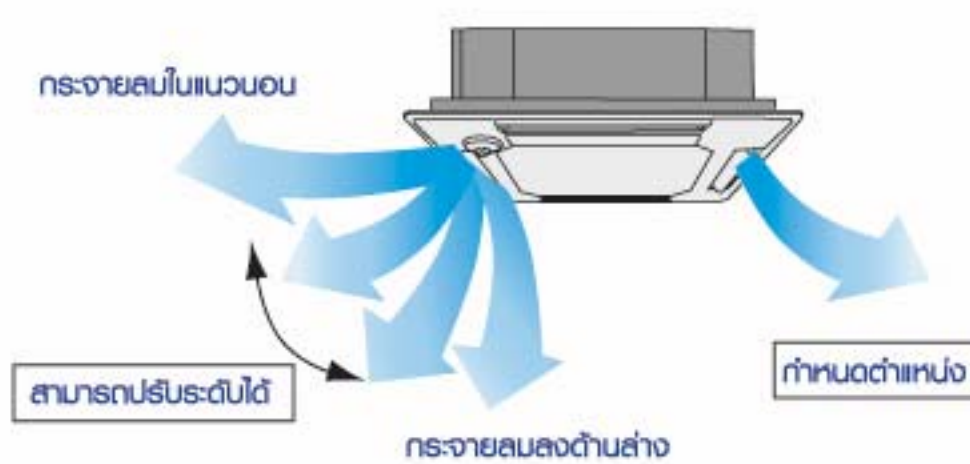 กระจายลมในแนวนอน
สามารถปรับระดับได้
กำหนดตำแหน่ง
กระจายลมลงด้านล่าง